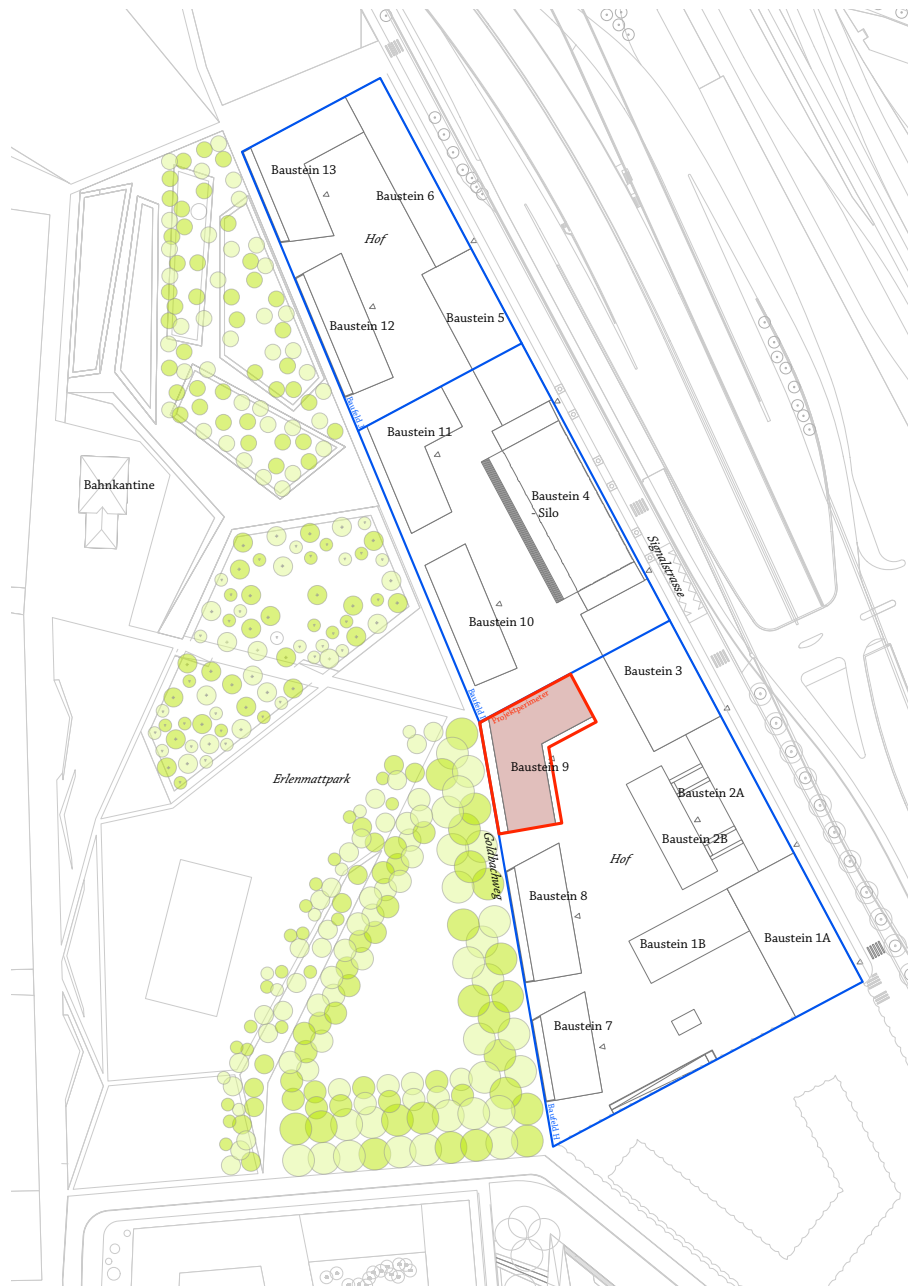 Baustein 13
Baustein 6
Hof
Baustein 5
Baustein 12
Baustein 11
Bahnkantine
Baustein 4
- Silo
Signalstrasse
Baustein 10
Baustein 3
Projektperimeter
Baustein 9
Erlenmattpark
Baustein 2A
Baustein 2B
Goldbachweg
Hof
Baustein 8
Baustein 1B
Baustein 1A
Baustein 7
Baufeld H